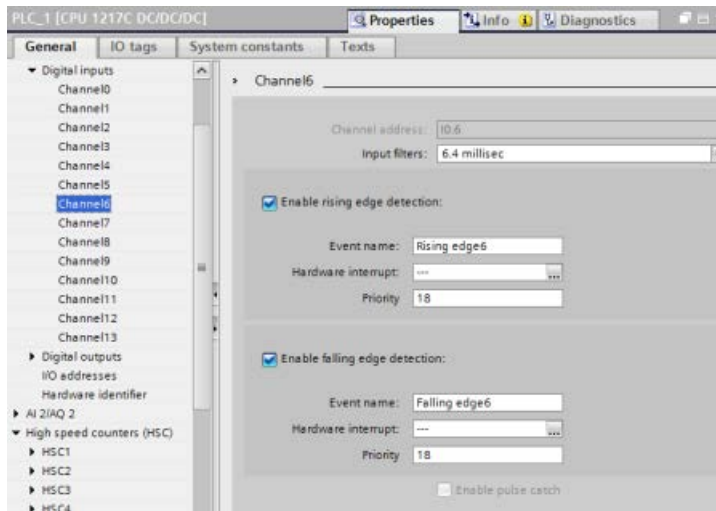 PLC_1 [CPU 1217C DC/DC/DC]
Properties Info Diagnostics
General IO tags System constants Texts
Digital inputs
Channel0
Channel1
Channel2
Channel3
Channel4
Channel5
Channel6
Channel7
Channel8
Channel9
Channel10
Channel11
Channel12
Channel13
Digital outputs
I/O addresses
Hardware identifier
AI 2/AQ 2
High speed counters (HSC)
HSC1
HSC2
HSC3
HSC4
Channel6
Channel address: I0.6
Input filters: 6.4 millisec
Enable rising edge detection:
Event name: Rising edge6
Hardware interrupt: --- ...
Priority 18
Enable falling edge detection:
Event name: Falling edge6
Hardware interrupt: --- ...
Priority 18
Enable pulse catch